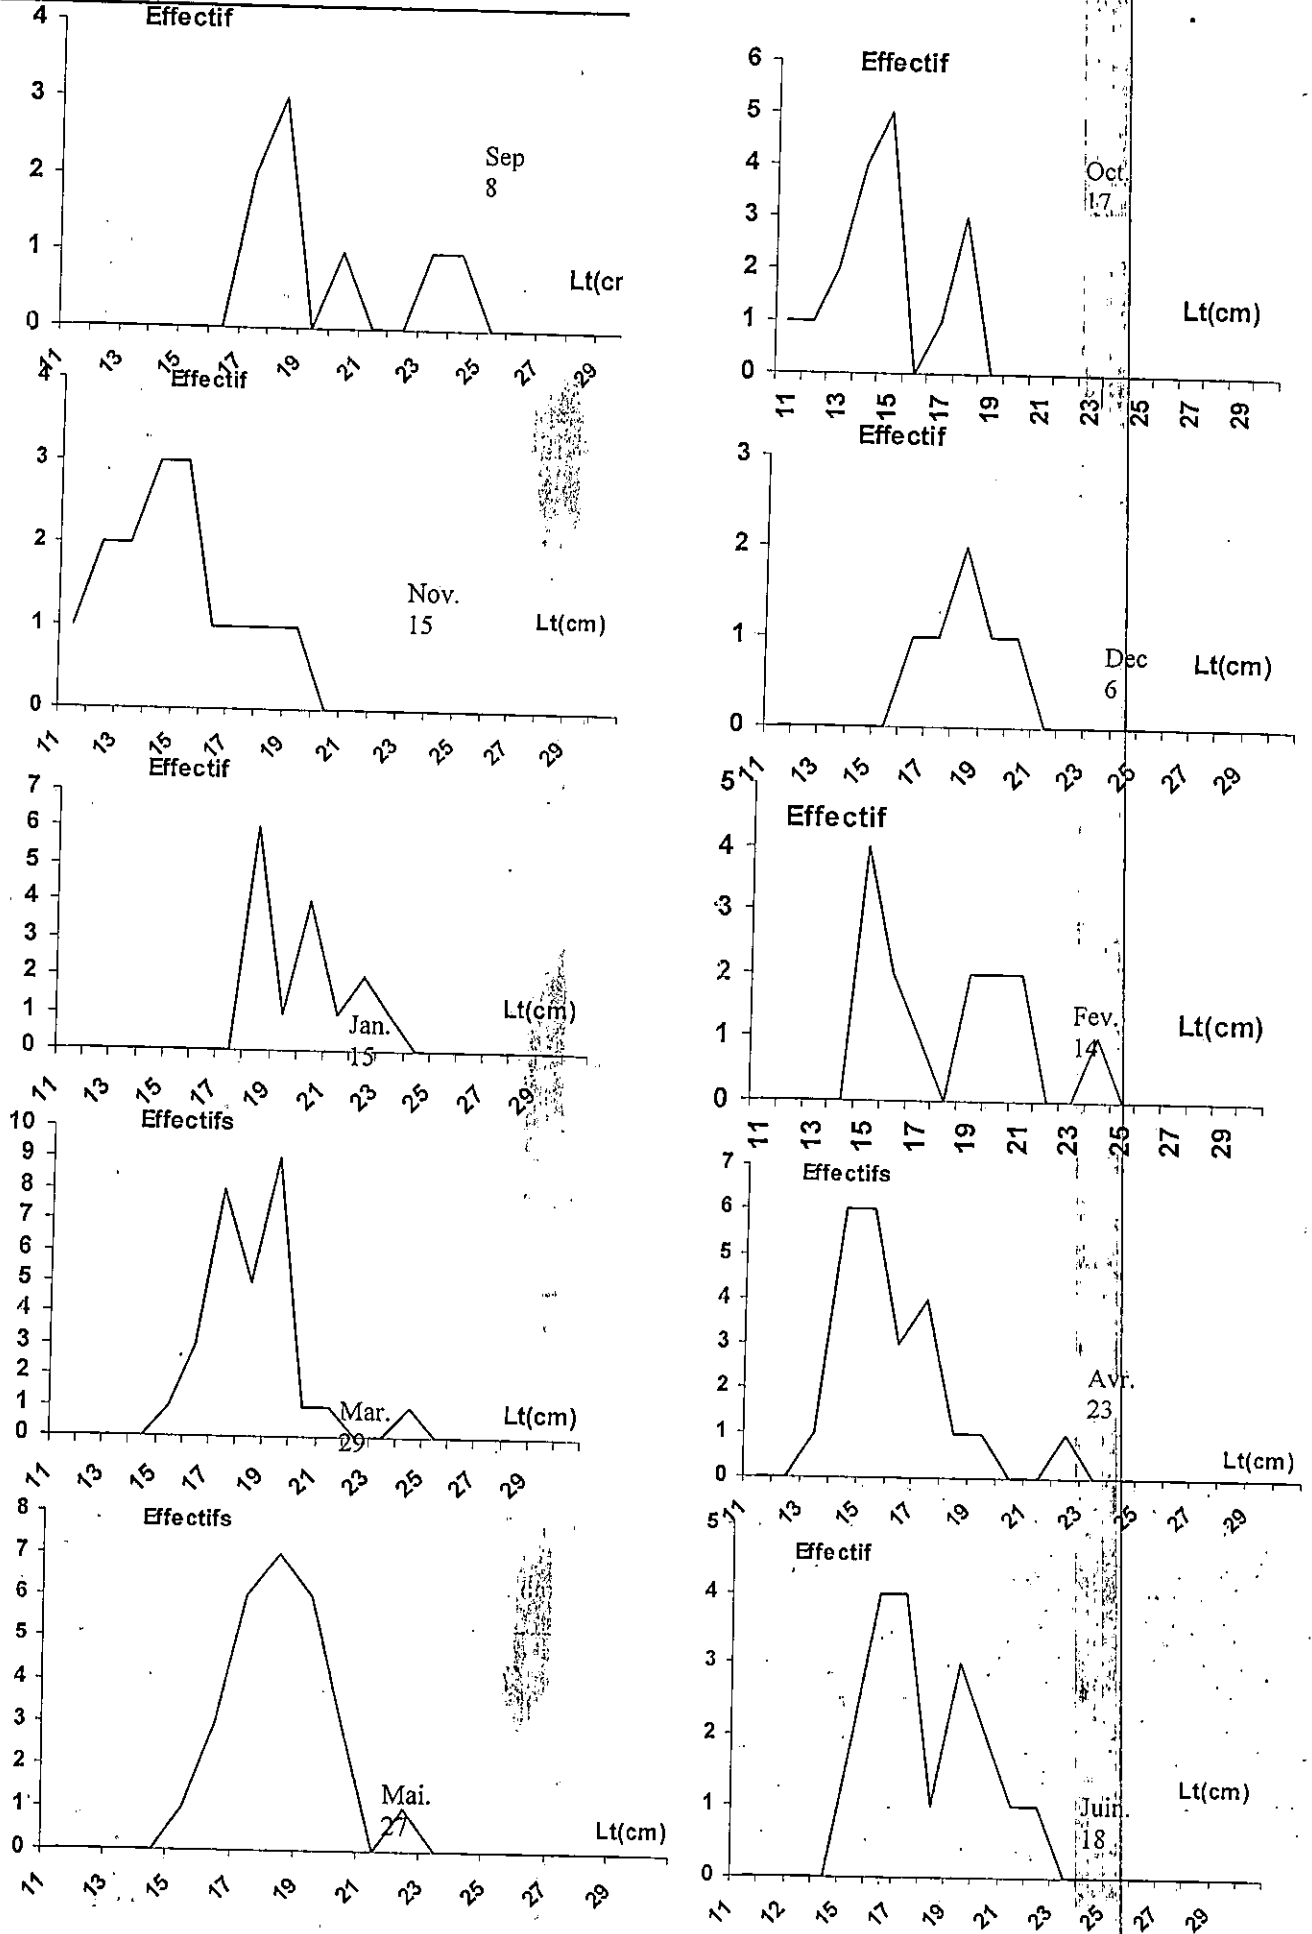 Effectif
4
3
2
1
0
Sep
8
Lt(cr
11 13 15 17 19 21 23 25 27 29
Effectif
6
5
4
3
2
1
0
Oct.
17
Lt(cm)
11 13 15 17 19 21 23 25 27 29
Effectif
4
3
2
1
0
Nov.
15
Lt(cm)
11 13 15 17 19 21 23 25 27 29
Effectif
3
2
1
0
Dec
6
Lt(cm)
11 13 15 17 19 21 23 25 27 29
Effectif
7
6
5
4
3
2
1
0
Jan.
15
Lt(cm)
11 13 15 17 19 21 23 25 27 29
Effectif
5
4
3
2
1
0
Fev.
14
Lt(cm)
11 13 15 17 19 21 23 25 27 29
Effectifs
10
9
8
7
6
5
4
3
2
1
0
Mar.
29
Lt(cm)
11 13 15 17 19 21 23 25 27 29
Effectifs
7
6
5
4
3
2
1
0
Avr.
23
Lt(cm)
11 13 15 17 19 21 23 25 27 29
Effectifs
8
7
6
5
4
3
2
1
0
Mai.
27
Lt(cm)
11 13 15 17 19 21 23 25 27 29
Effectif
5
4
3
2
1
0
Juin.
18
Lt(cm)
11 12 15 17 19 21 23 25 27 29